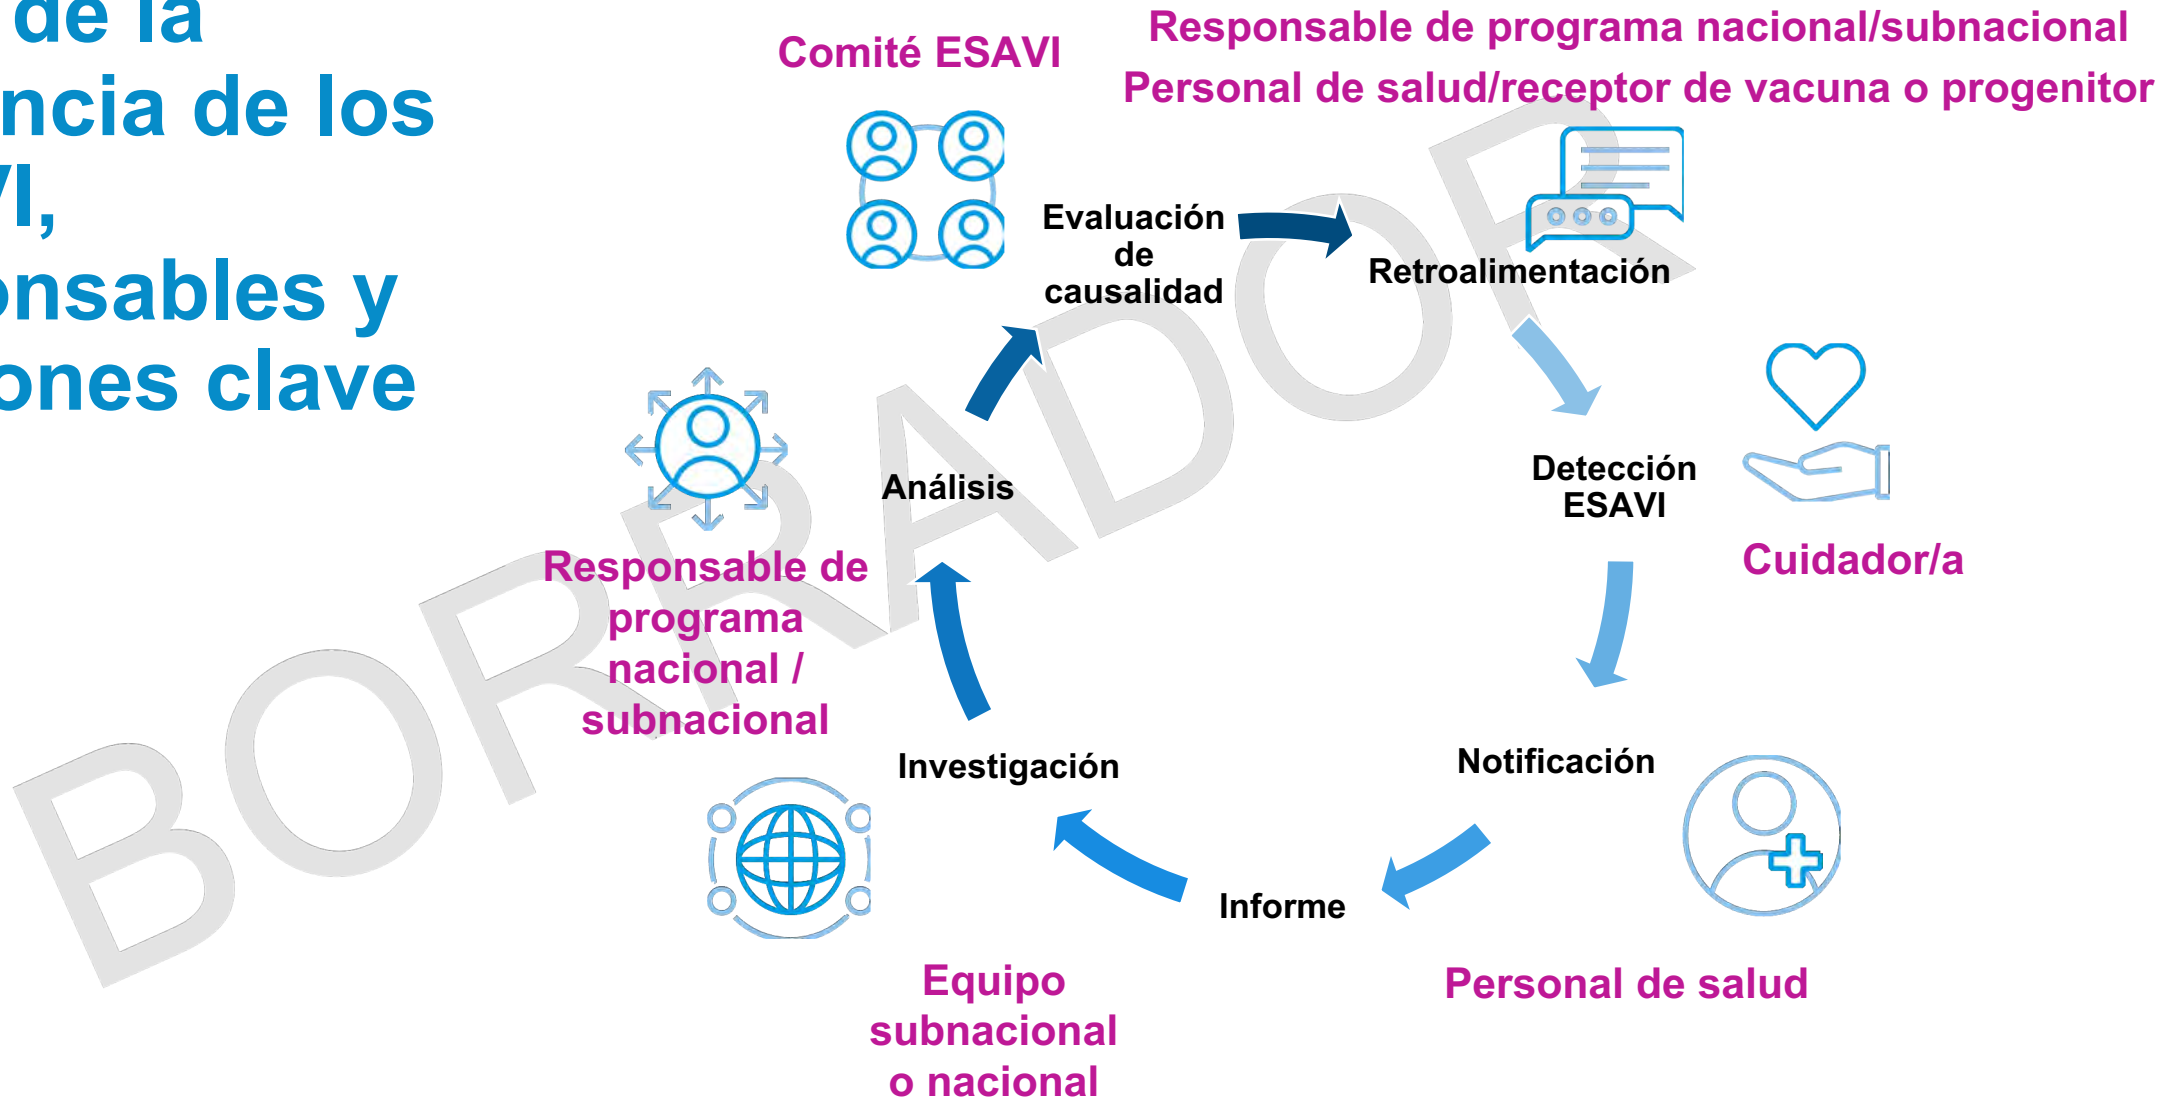 de la
ncia de los
VI,
onsables y
ones clave
Comité ESAVI
Responsable de programa nacional/subnacional
Personal de salud/receptor de vacuna o progenitor
Evaluación
de
causalidad
Retroalimentación
Detección
ESAVI
Cuidador/a
Notificación
Personal de salud
Informe
Equipo
subnacional
o nacional
Investigación
Responsable de
programa
nacional /
subnacional
Análisis
BORRADOR